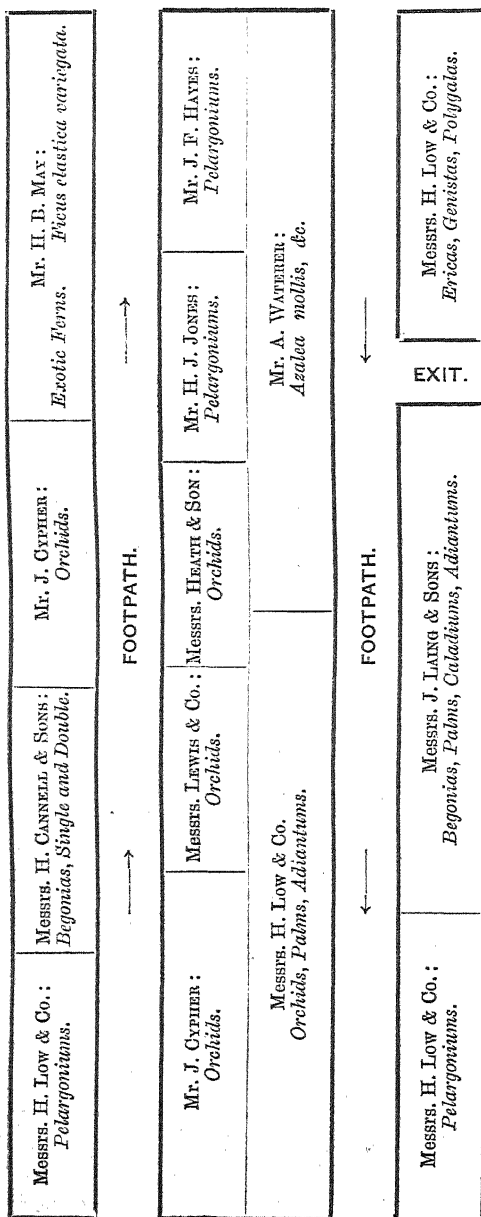 Messrs. H. LOW & Co.:
Pelargoniums.
Messrs. H. CANNELL & SONS:
Begonias, Single and Double.
Mr. J. CYPHER:
Orchids.
Mr. H. B. MAY:
Exotic Ferns. Ficus elastica variegata.
FOOTPATH.
Mr. J. CYPHER:
Orchids.
Messrs. LEWIS & Co.:
Orchids.
Messrs. HEATH & SON:
Orchids.
Mr. H. J. JONES:
Pelargoniums.
Mr. J. F. HAYES:
Pelargoniums.
Messrs. H. LOW & Co.
Orchids, Palms, Adiantums.
Mr. A. WATERER:
Azalea mollis, &c.
FOOTPATH.
Messrs. H. LOW & Co.:
Pelargoniums.
Messrs. J. LAING & SONS:
Begonias, Palms, Caladiums, Adiantums.
EXIT.
Messrs. H. LOW & Co.:
Ericas, Genistas, Polygalas.